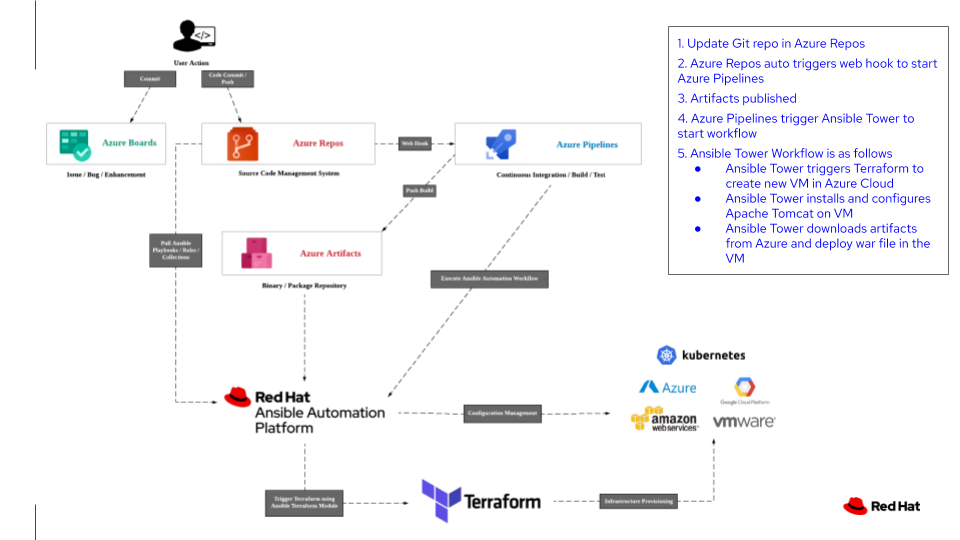 User Action
Commit
Code Commit /
Push
Azure Boards
Issue / Bug / Enhancement
Azure Repos
Source Code Management System
Web Hook
Azure Pipelines
Continuous Integration / Build / Test
Push Build
Pull Ansible
Playbooks / Roles /
Collections
Azure Artifacts
Binary / Package Repository
Execute Ansible Automation Workflow
Red Hat
Ansible Automation
Platform
Configuration Management
kubernetes
Azure
Google Cloud Platform
amazon
webservices
vmware
Trigger Terraform using
Ansible Terraform Module
Terraform
Infrastructure Provisioning
1. Update Git repo in Azure Repos
2. Azure Repos auto triggers web hook to start
Azure Pipelines
3. Artifacts published
4. Azure Pipelines trigger Ansible Tower to
start workflow
5. Ansible Tower Workflow is as follows
● Ansible Tower triggers Terraform to
create new VM in Azure Cloud
● Ansible Tower installs and configures
Apache Tomcat on VM
● Ansible Tower downloads artifacts
from Azure and deploy war file in the
VM
Red Hat